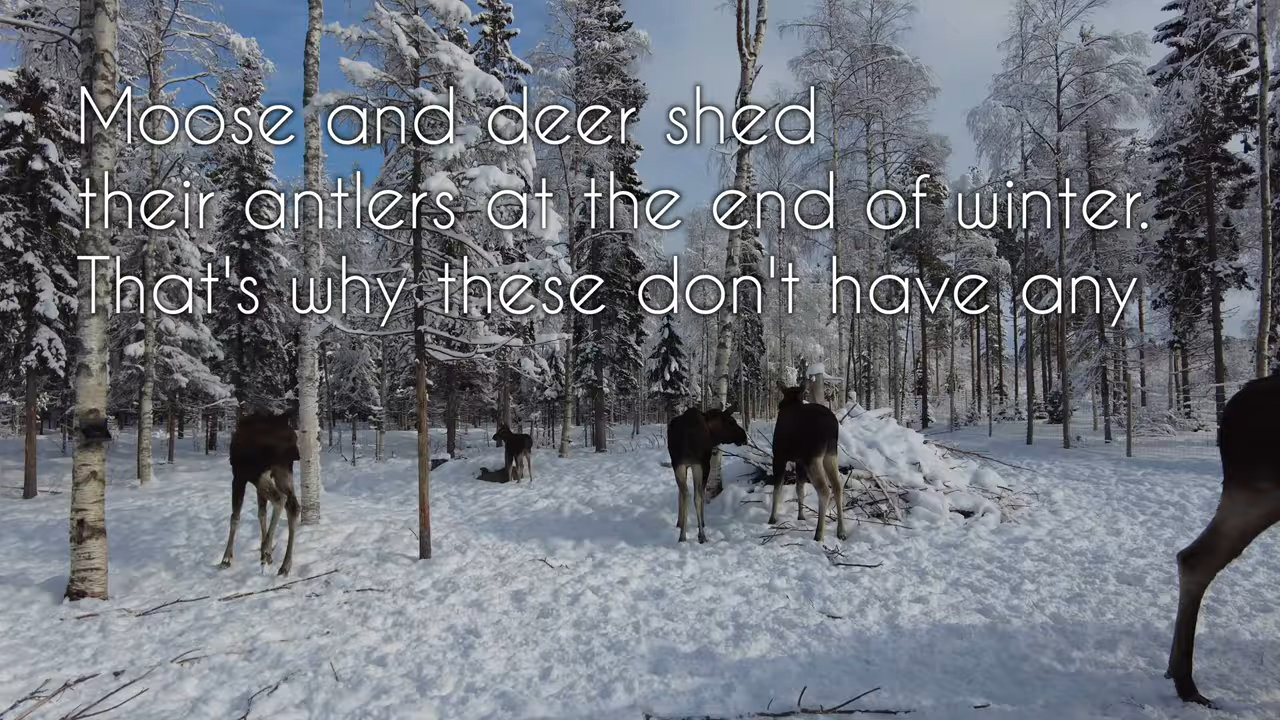 Moose and deer shed
their antlers at the end of winter.
That's why these don't have any